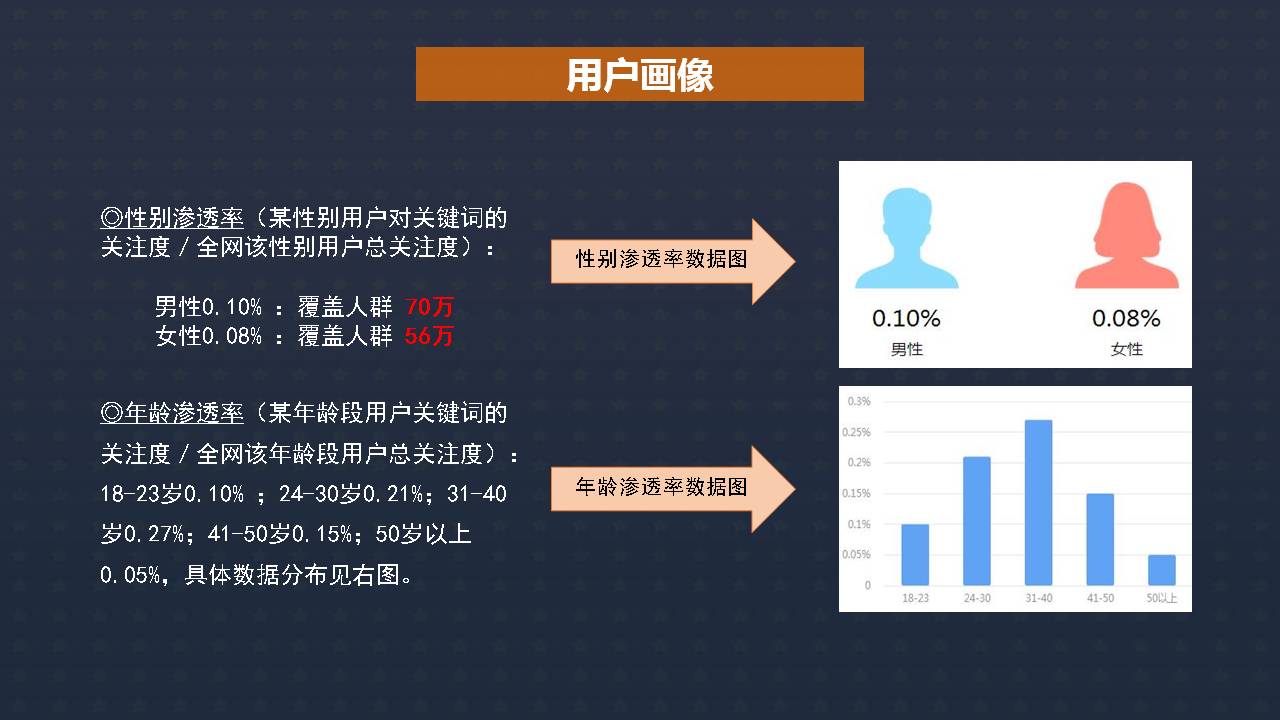 用户画像
◎性别渗透率（某性别用户对关键词的
关注度／全网该性别用户总关注度）：
男性0.10% ：覆盖人群 70万
女性0.08% ：覆盖人群 56万
◎年龄渗透率（某年龄段用户关键词的
关注度／全网该年龄段用户总关注度）：
18-23岁0.10% ；24-30岁0.21%；31-40
岁0.27%；41-50岁0.15%；50岁以上
0.05%，具体数据分布见右图。
性别渗透率数据图
年龄渗透率数据图
0.10%
男性
0.08%
女性
0.3%
0.25%
0.2%
0.15%
0.1%
0.05%
0
18-23 24-30 31-40 41-50 50以上